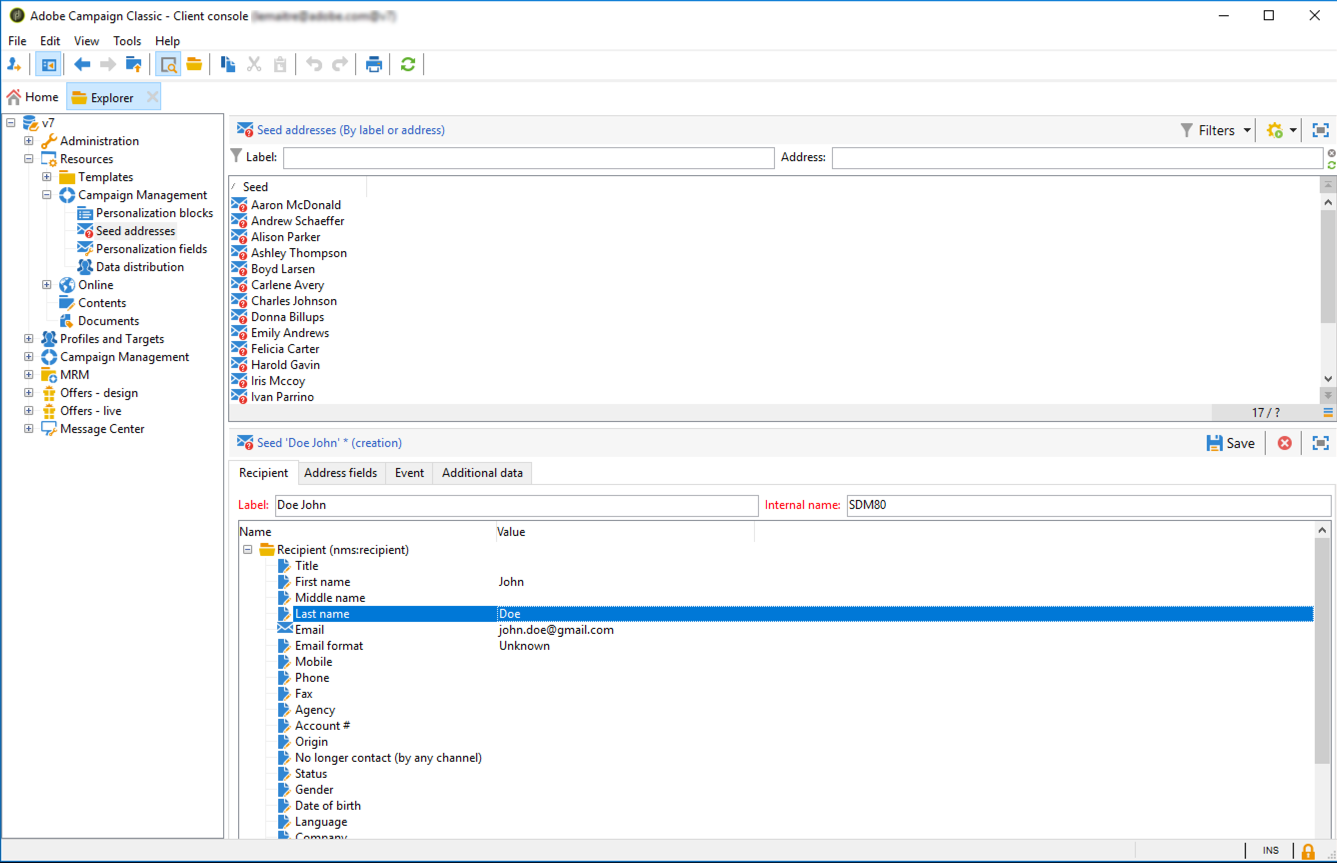 Adobe Campaign Classic - Client console
File Edit View Tools Help
Home Explorer
v7
Administration
Resources
Templates
Campaign Management
Personalization blocks
Seed addresses
Personalization fields
Data distribution
Online
Contents
Documents
Profiles and Targets
Campaign Management
MRM
Offers - design
Offers - live
Message Center
Seed addresses (By label or address) Filters
Label: Address:
Seed
Aaron McDonald
Andrew Schaeffer
Alison Parker
Ashley Thompson
Boyd Larsen
Carlene Avery
Charles Johnson
Donna Billups
Emily Andrews
Felicia Carter
Harold Gavin
Iris Mccoy
Ivan Parrino
17 / ?
Seed 'Doe John' * (creation) Save
Recipient Address fields Event Additional data
Label: Doe John Internal name: SDM80
Name Value
Recipient (nms:recipient)
Title
First name John
Middle name
Last name Doe
Email john.doe@gmail.com
Email format Unknown
Mobile
Phone
Fax
Agency
Account #
Origin
No longer contact (by any channel)
Status
Gender
Date of birth
Language
Company
INS